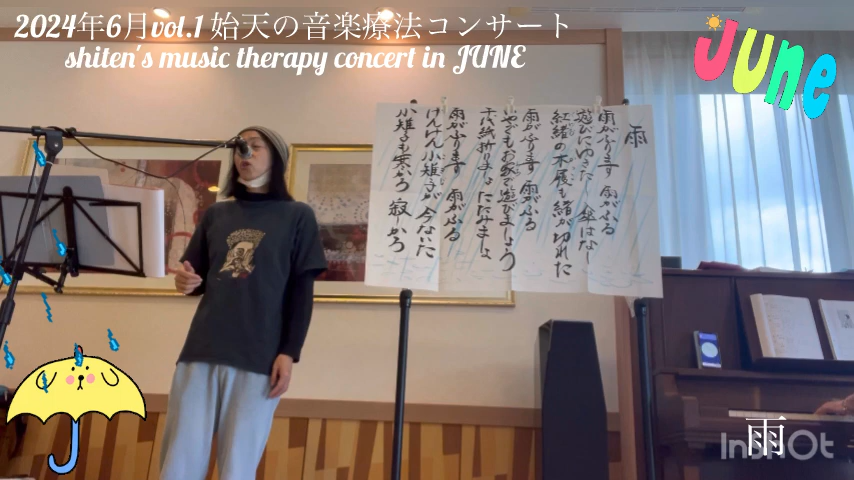 2024年6月vol.1 始天の音楽療法コンサート
shiten's music therapy concert in JUNE
JUNE
雨
雨がふります 雨がふる
遊びにゆきたし 傘はなし
紅緒の木履も緒が切れた
雨がふります 雨がふる
いやでもお家で遊びましょう
千代紙折りましょたたみましょ
雨がふります 雨がふる
けんけん小雉子が今ないた
小雉子も寒かろ 寂しかろ
雨
InShOt